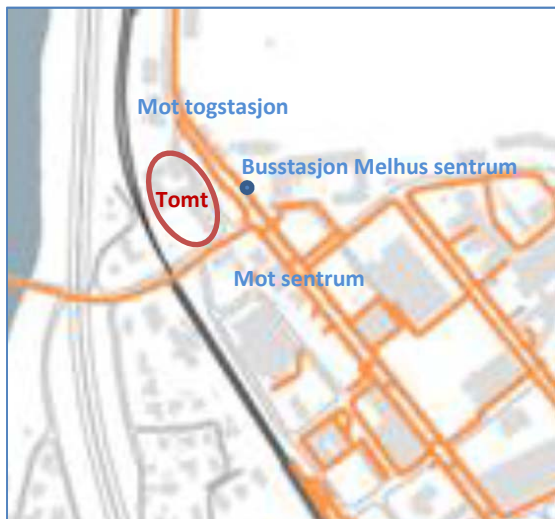 Mot togstasjon
Busstasjon Melhus sentrum
Tomt
Mot sentrum